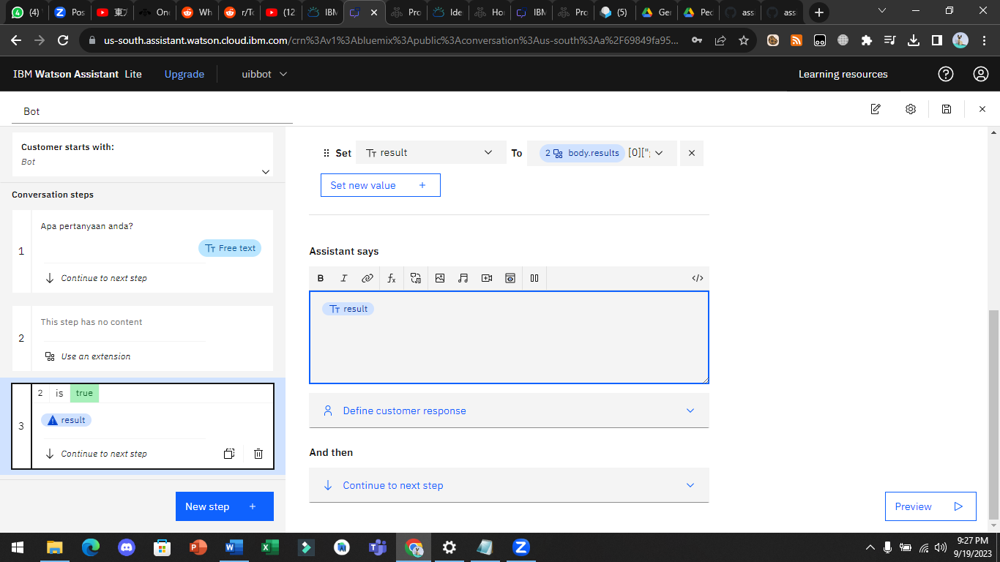 (4)
Pos
東
On
Wh
r/To
(12
IBM
Pro
Ide
Ho
IBM
Pro
(5)
Ger
Ped
ass
ass
us-south.assistant.watson.cloud.ibm.com/crn%3Av1%3Abluemix%3Apublic%3Aconversation%3Aus-south%3Aa%2F69849fa95...
IBM Watson Assistant Lite
Upgrade
uibbot
Learning resources
Bot
Customer starts with:
Bot
Conversation steps
1
Apa pertanyaan anda?
Free text
Continue to next step
2
This step has no content
Use an extension
3
2 is true
result
Continue to next step
New step +
Set
result
To
2 body.results [0]["
Set new value +
Assistant says
B I fx </>
result
Define customer response
And then
Continue to next step
Preview
9:27 PM
9/19/2023